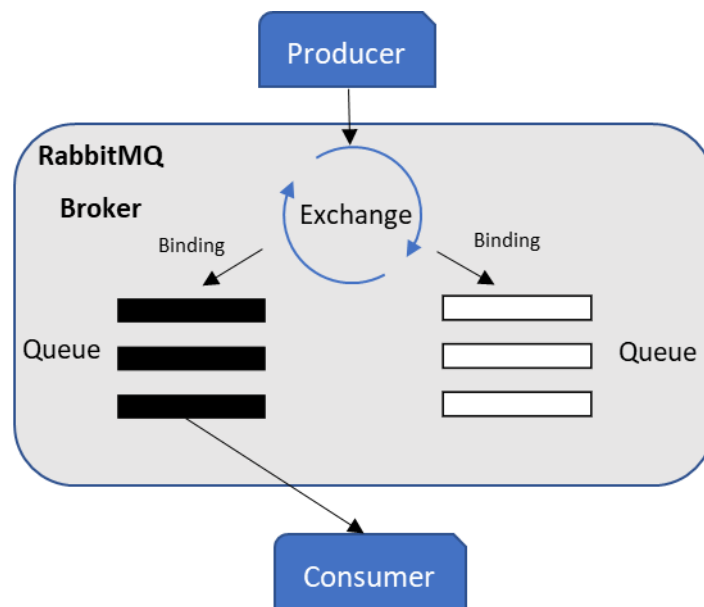 Producer
RabbitMQ
Broker
Exchange
Binding
Binding
Queue
Queue
Consumer